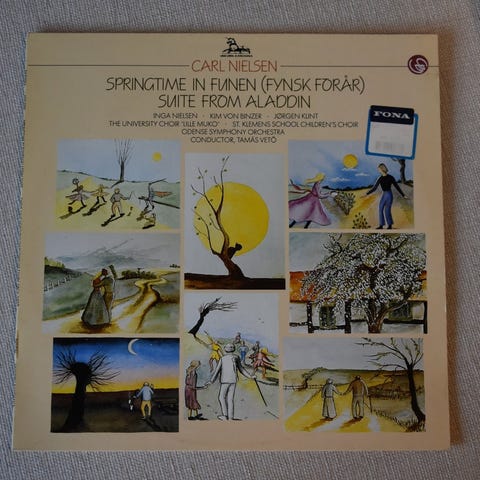 CARL NIELSEN
SPRINGTIME IN FUNEN (FYNSK FORÅR)
SUITE FROM ALADDIN
INGA NIELSEN · KIM VON BINZER · JØRGEN KLINT
THE UNIVERSITY CHOIR 'LILLE MUKO' · ST. KLEMENS SCHOOL CHILDREN'S CHOIR
ODENSE SYMPHONY ORCHESTRA
CONDUCTOR, TAMÁS VETÖ
FONA